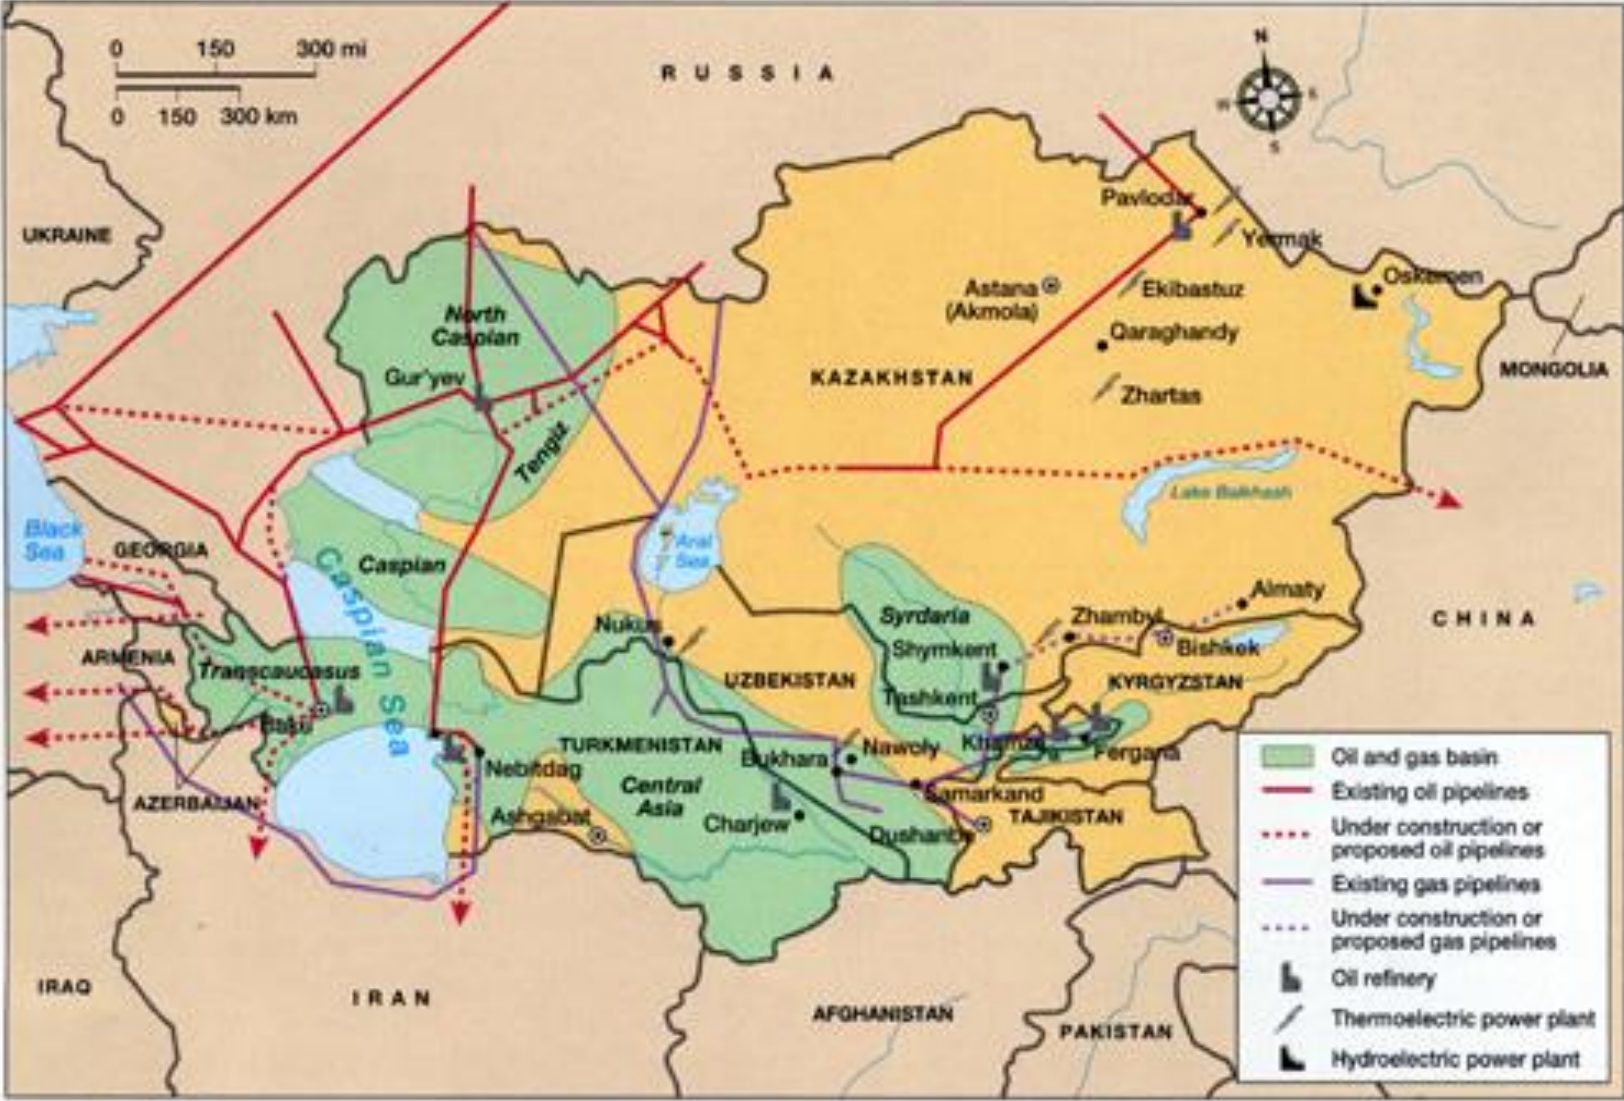 0 150 300 mi
0 150 300 km
RUSSIA
N
W
S
UKRAINE
Pavlodar
Yermak
Oskemen
Astana
(Akmola)
Ekibastuz
Qaraghandy
North
Caspian
Gur'yev
KAZAKHSTAN
MONGOLIA
Zhartas
Tengiz
Lake Balkhash
Black
Sea
GEORGIA
Caspian
Caspian Sea
Aral
Sea
Almaty
Syrdaria
Zhambyl
CHINA
Nukus
Shymkent
Bishkek
ARMENIA
Transcaucasus
UZBEKISTAN
KYRGYZSTAN
Tashkent
Baku
TURKMENISTAN
Bukhara
Nawoly
Khamza
Fergana
Nebitdag
Central
Asia
Samarkand
AZERBAIJAN
Ashgabat
Charjew
Dushanbe
TAJIKISTAN
IRAQ
IRAN
AFGHANISTAN
PAKISTAN
Oil and gas basin
Existing oil pipelines
Under construction or
proposed oil pipelines
Existing gas pipelines
Under construction or
proposed gas pipelines
Oil refinery
Thermoelectric power plant
Hydroelectric power plant